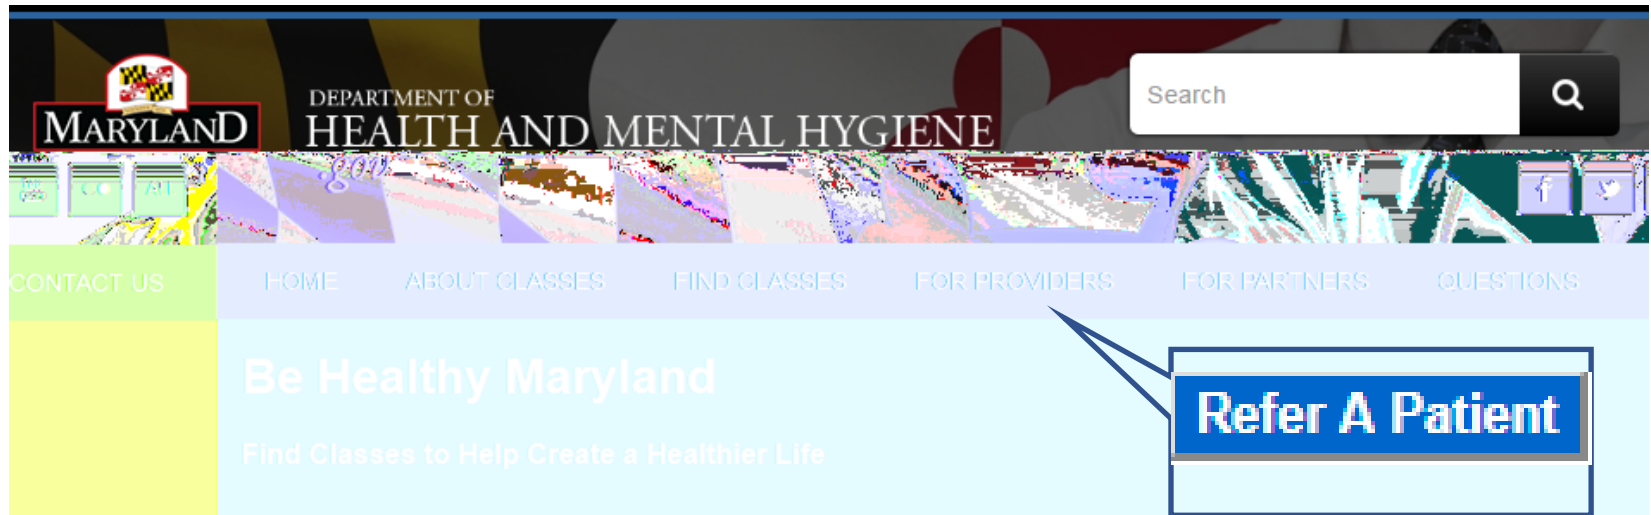 MARYLAND
DEPARTMENT OF
HEALTH AND MENTAL HYGIENE
Search
gov
CONTACT US
HOME
ABOUT CLASSES
FIND CLASSES
FOR PROVIDERS
FOR PARTNERS
QUESTIONS
Be Healthy Maryland
Refer A Patient
Find Classes to Help Create a Healthier Life